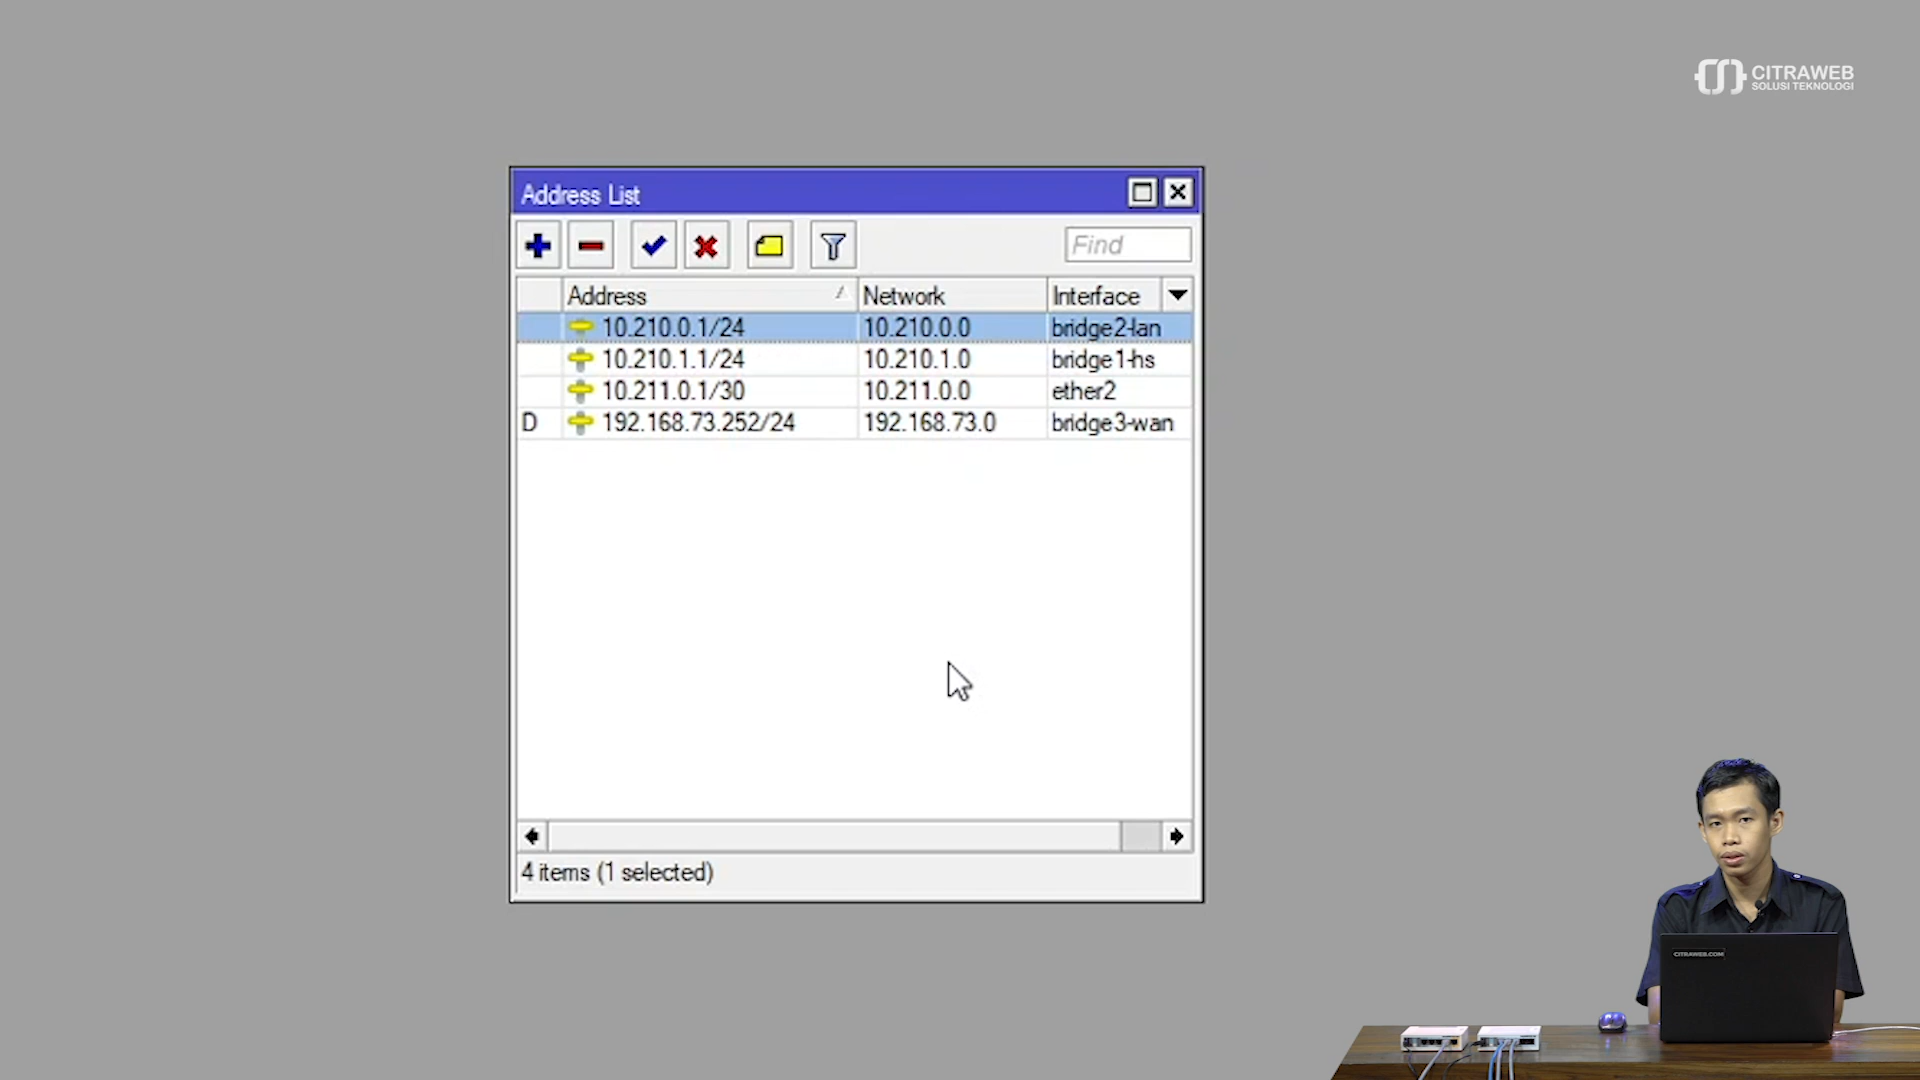 CITRAWEB
SOLUSI TEKNOLOGI
Address List
Find
Address Network Interface
10.210.0.1/24 10.210.0.0 bridge2-lan
10.210.1.1/24 10.210.1.0 bridge1-hs
10.211.0.1/30 10.211.0.0 ether2
D 192.168.73.252/24 192.168.73.0 bridge3-wan
4 items (1 selected)
CITRAWEB.COM